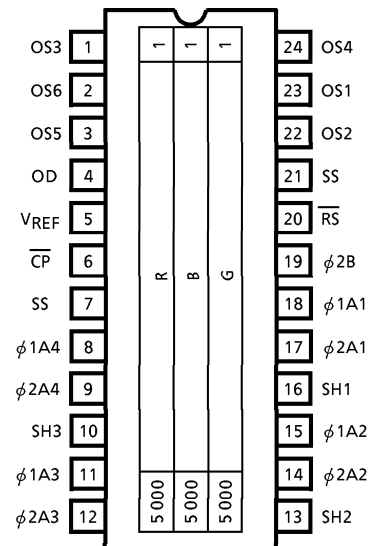 OS3 1 1 1 1 24 OS4
OS6 2 23 OS1
OS5 3 22 OS2
OD 4 21 SS
VREF 5 20 R̅S̅
C̅P̅ 6 R B G 19 ϕ2B
SS 7 18 ϕ1A1
ϕ1A4 8 17 ϕ2A1
ϕ2A4 9 16 SH1
SH3 10 15 ϕ1A2
ϕ1A3 11 5 000 5 000 5 000 14 ϕ2A2
ϕ2A3 12 13 SH2